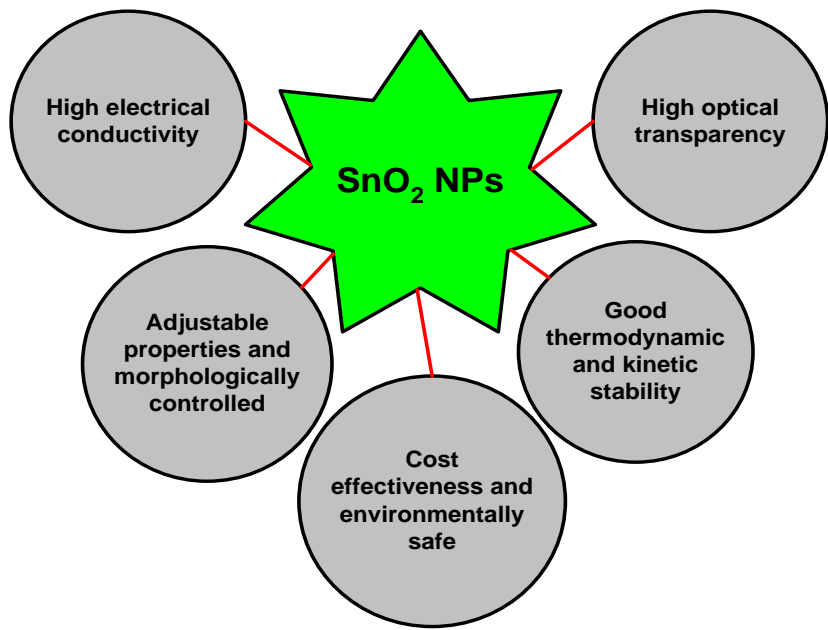 SnO₂ NPs
High electrical
conductivity
High optical
transparency
Adjustable
properties and
morphologically
controlled
Good
thermodynamic
and kinetic
stability
Cost
effectiveness and
environmentally
safe